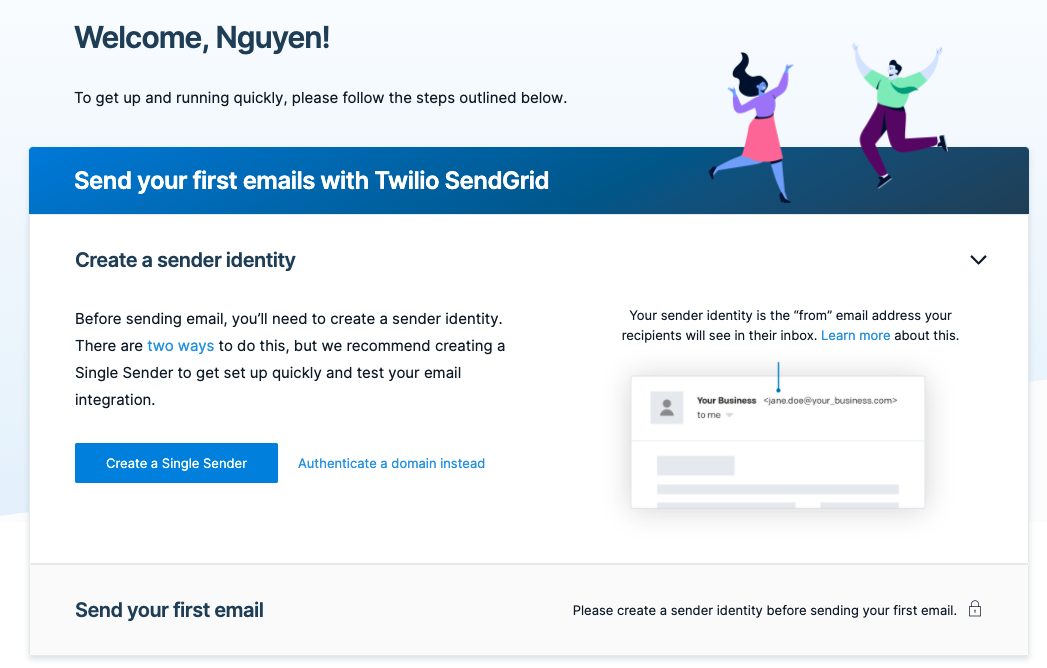 Welcome, Nguyen!
To get up and running quickly, please follow the steps outlined below.
Send your first emails with Twilio SendGrid
Create a sender identity
Before sending email, you’ll need to create a sender identity.
There are two ways to do this, but we recommend creating a
Single Sender to get set up quickly and test your email
integration.
Create a Single Sender
Authenticate a domain instead
Your sender identity is the “from” email address your
recipients will see in their inbox. Learn more about this.
Your Business <jane.doe@your_business.com>
to me
Send your first email
Please create a sender identity before sending your first email.